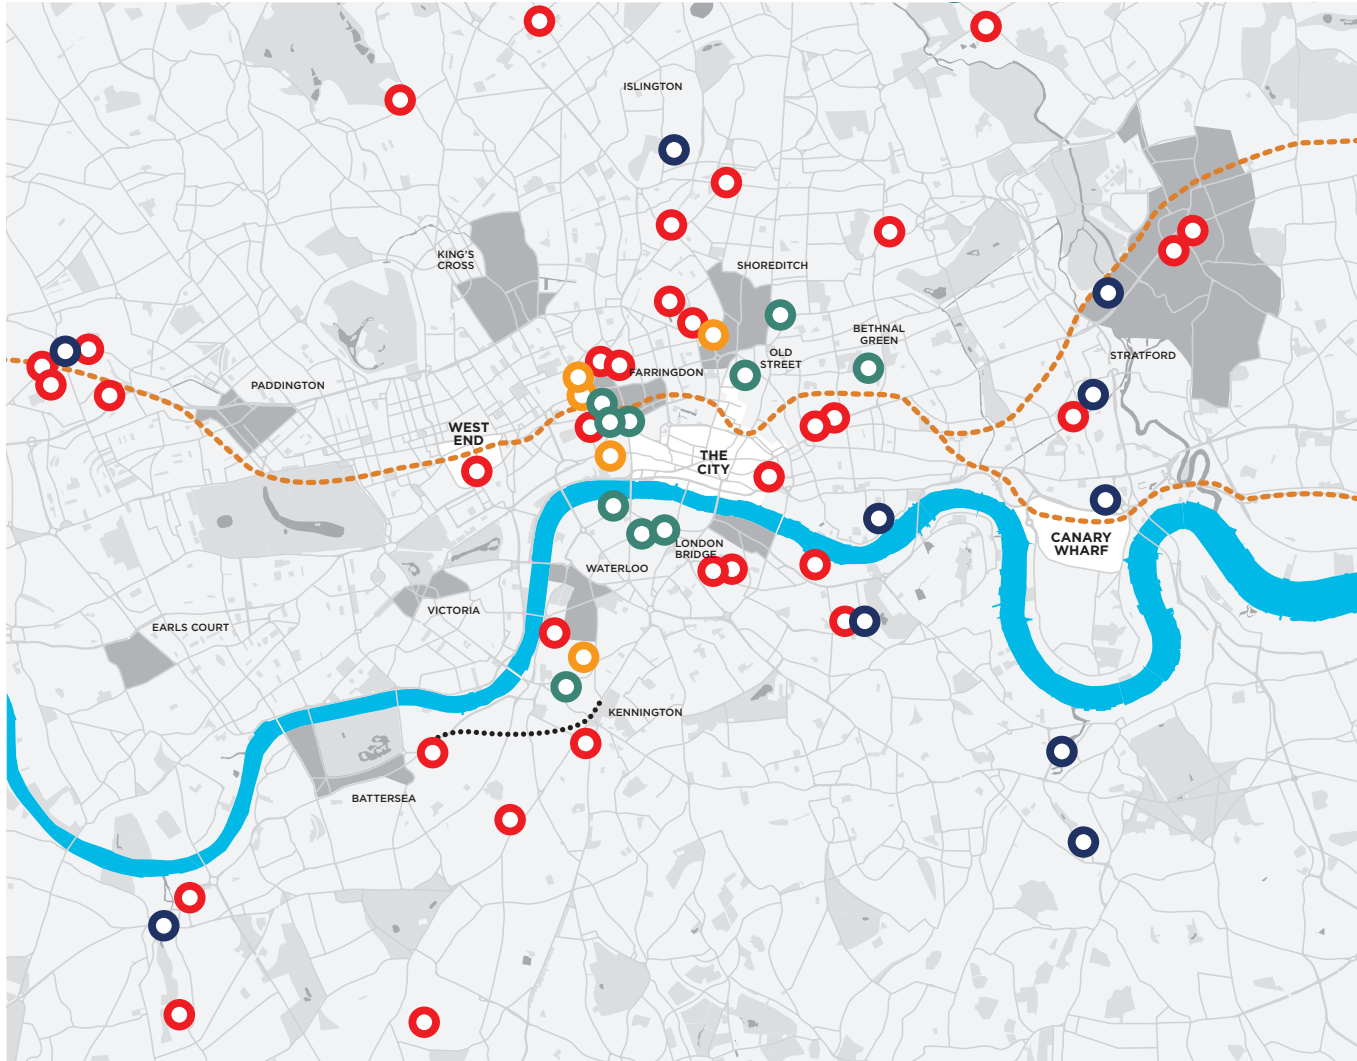 ISLINGTON
KING'S
CROSS
SHOREDITCH
BETHNAL
GREEN
OLD
STREET
STRATFORD
FARRINGDON
PADDINGTON
WEST
END
THE
CITY
CANARY
WHARF
LONDON
BRIDGE
WATERLOO
VICTORIA
EARLS COURT
KENNINGTON
BATTERSEA